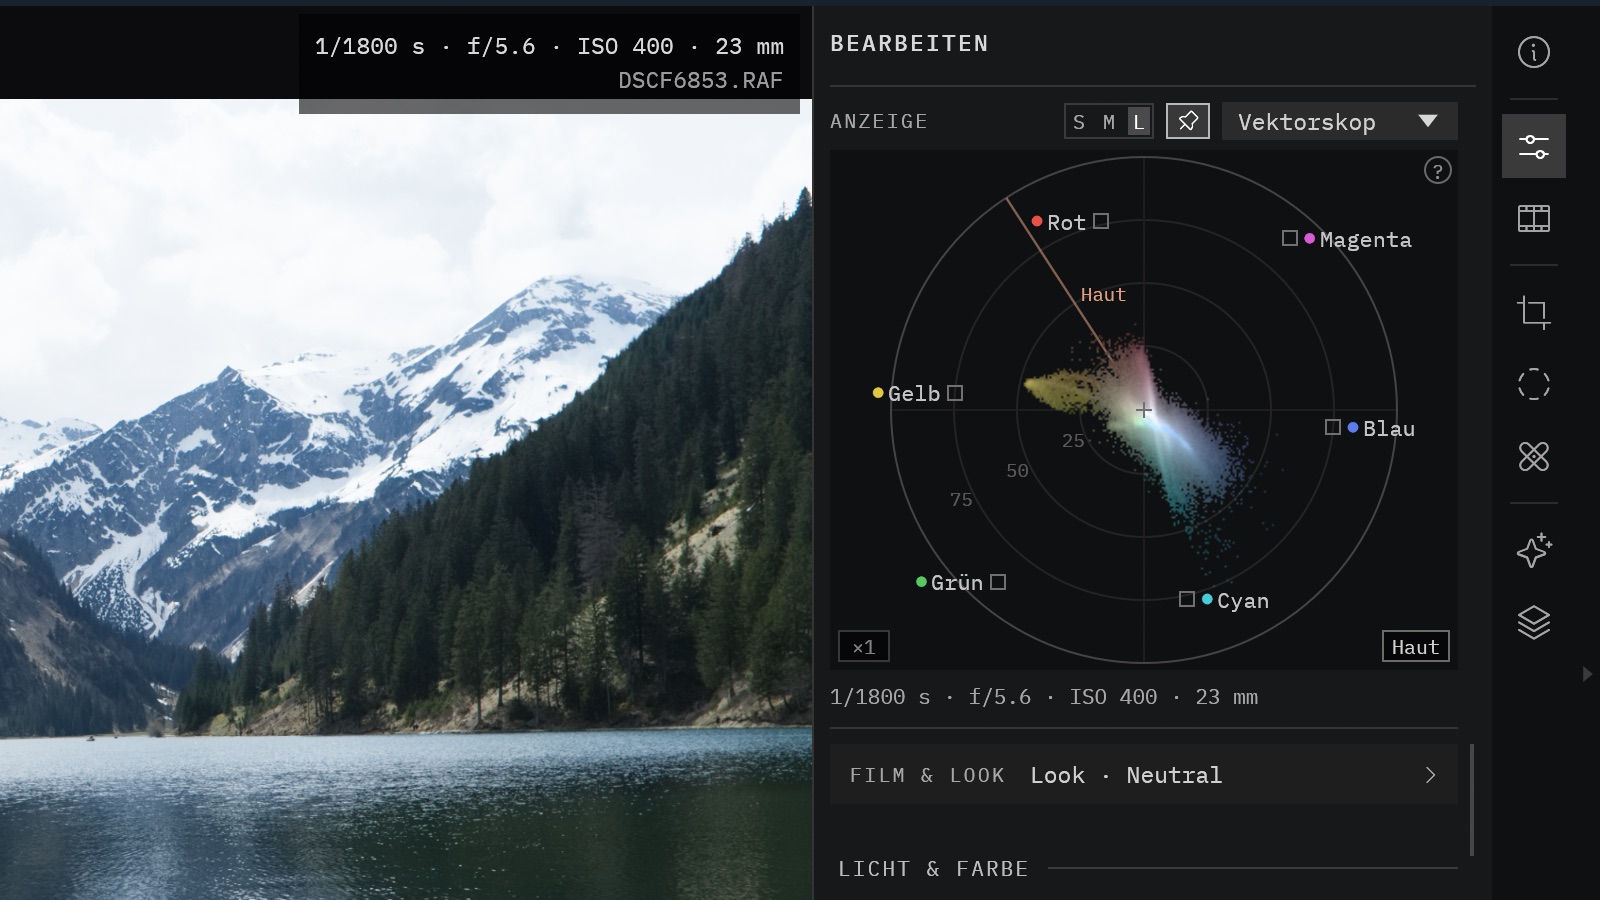 1/1800 s · f/5.6 · ISO 400 · 23 mm
DSCF6853.RAF
BEARBEITEN
ANZEIGE
S M L
Vektorskop
?
Rot
Magenta
Haut
Gelb
Blau
25
50
75
Grün
Cyan
×1
Haut
1/1800 s · f/5.6 · ISO 400 · 23 mm
FILM & LOOK Look · Neutral
LICHT & FARBE